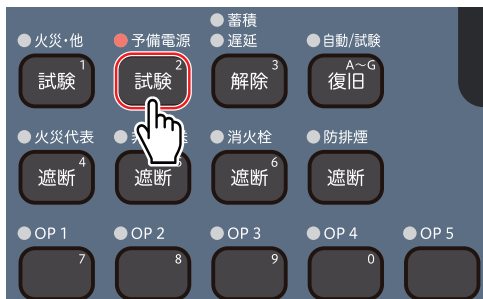 蓄積
火災・他 予備電源 遅延 自動/試験
試験 1 試験 2 解除 3 復旧 A〜G
火災代表 消火栓 防排煙
遮断 4 遮断 遮断 6 遮断
OP 1 OP 2 OP 3 OP 4 OP 5
7 8 9 0